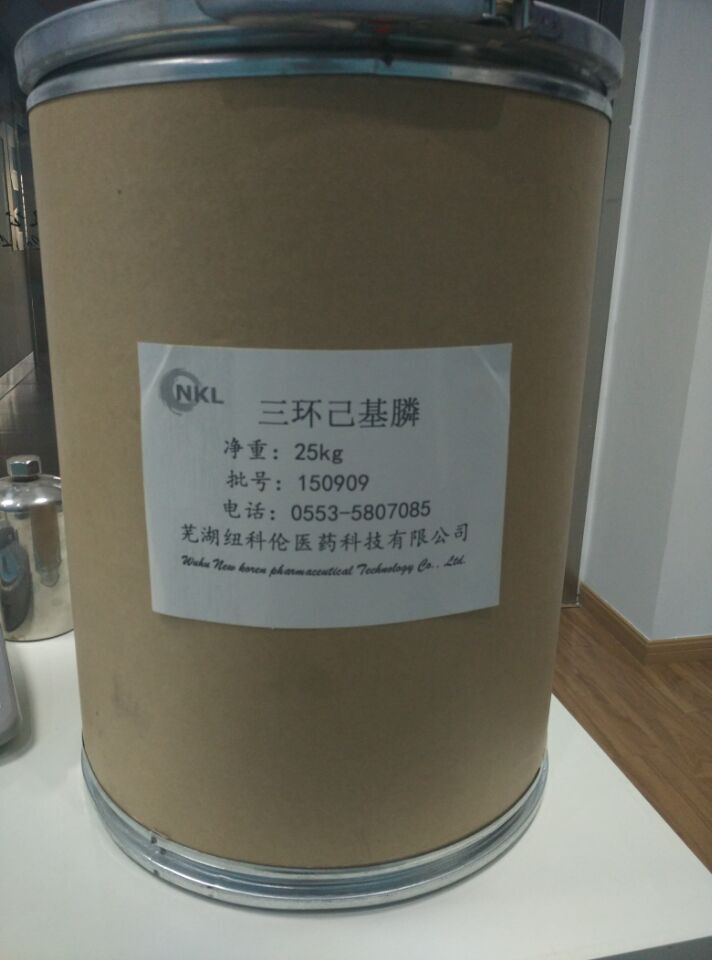 NKL
三环己基膦
净重：25kg
批号：150909
电话：0553-5807085
芜湖纽科伦医药科技有限公司
Wuhu New koren pharmaceutical Technology Co., Ltd.